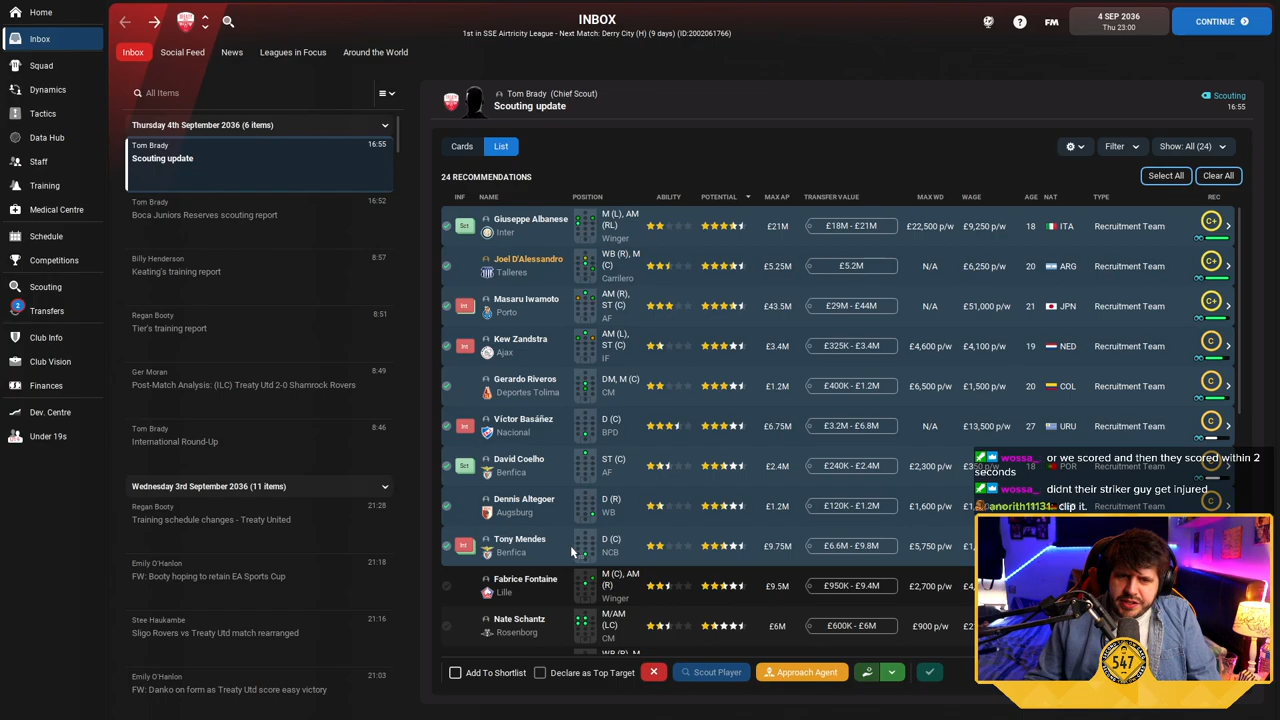 Home
Inbox
Squad
Dynamics
Tactics
Data Hub
Staff
Training
Medical Centre
Schedule
Competitions
Scouting
2
Transfers
Club Info
Club Vision
Finances
Dev. Centre
Under 19s
INBOX
1st in SSE Airtricity League - Next Match: Derry City (H) (9 days) (ID:2002061766)
FM
4 SEP 2036
Thu 23:00
CONTINUE
Inbox Social Feed News Leagues in Focus Around the World
All Items
Thursday 4th September 2036 (6 items)
Tom Brady 16:55
Scouting update
Tom Brady 16:52
Boca Juniors Reserves scouting report
Billy Henderson 8:57
Keating's training report
Regan Booty 8:51
Tier's training report
Ger Moran 8:49
Post-Match Analysis: (ILC) Treaty Utd 2-0 Shamrock Rovers
Tom Brady 8:46
International Round-Up
Wednesday 3rd September 2036 (11 items)
Regan Booty 21:28
Training schedule changes - Treaty United
Emily O'Hanlon 21:18
FW: Booty hoping to retain EA Sports Cup
Stee Haukambe 21:16
Sligo Rovers vs Treaty Utd match rearranged
Emily O'Hanlon 21:03
FW: Danko on form as Treaty Utd score easy victory
Tom Brady (Chief Scout)
Scouting update
Scouting
16:55
Cards List
Filter
Show: All (24)
24 RECOMMENDATIONS
Select All Clear All
INF NAME POSITION ABILITY POTENTIAL MAX AP TRANSFER VALUE MAX WD WAGE AGE NAT TYPE REC
Sct Giuseppe Albanese Inter M (L), AM (RL) Winger £21M £18M - £21M £22,500 p/w £9,250 p/w 18 ITA Recruitment Team C+
Joel D'Alessandro Talleres WB (R), M (C) Carrilero £5.25M £5.2M N/A £6,250 p/w 20 ARG Recruitment Team C+
Int Masaru Iwamoto Porto AM (R), ST (C) AF £43.5M £29M - £44M N/A £51,000 p/w 21 JPN Recruitment Team C+
Int Kew Zandstra Ajax AM (L), ST (C) IF £3.4M £325K - £3.4M £4,600 p/w £4,100 p/w 19 NED Recruitment Team C
Gerardo Riveros Deportes Tolima DM, M (C) CM £1.2M £400K - £1.2M £6,500 p/w £1,500 p/w 20 COL Recruitment Team C
Int Víctor Basáñez Nacional D (C) BPD £6.75M £3.2M - £6.8M N/A £13,500 p/w 27 URU Recruitment Team C
Sct David Coelho Benfica ST (C) AF £2.4M £240K - £2.4M £2,300 p/w 18 POR
Dennis Altegoer Augsburg D (R) WB £1.2M £120K - £1.2M £1,600 p/w
Int Tony Mendes Benfica D (C) NCB £9.75M £6.6M - £9.8M £5,750 p/w
Fabrice Fontaine Lille M (C), AM (R) Winger £9.5M £950K - £9.4M £2,700 p/w
Nate Schantz Rosenborg M/AM (LC) CM £6M £600K - £6M £900 p/w
Add To Shortlist Declare as Top Target Scout Player Approach Agent
wossa_: or we scored and then they scored within 2
seconds
wossa_: didnt their striker guy get injured
anorith11131: clip it.
547